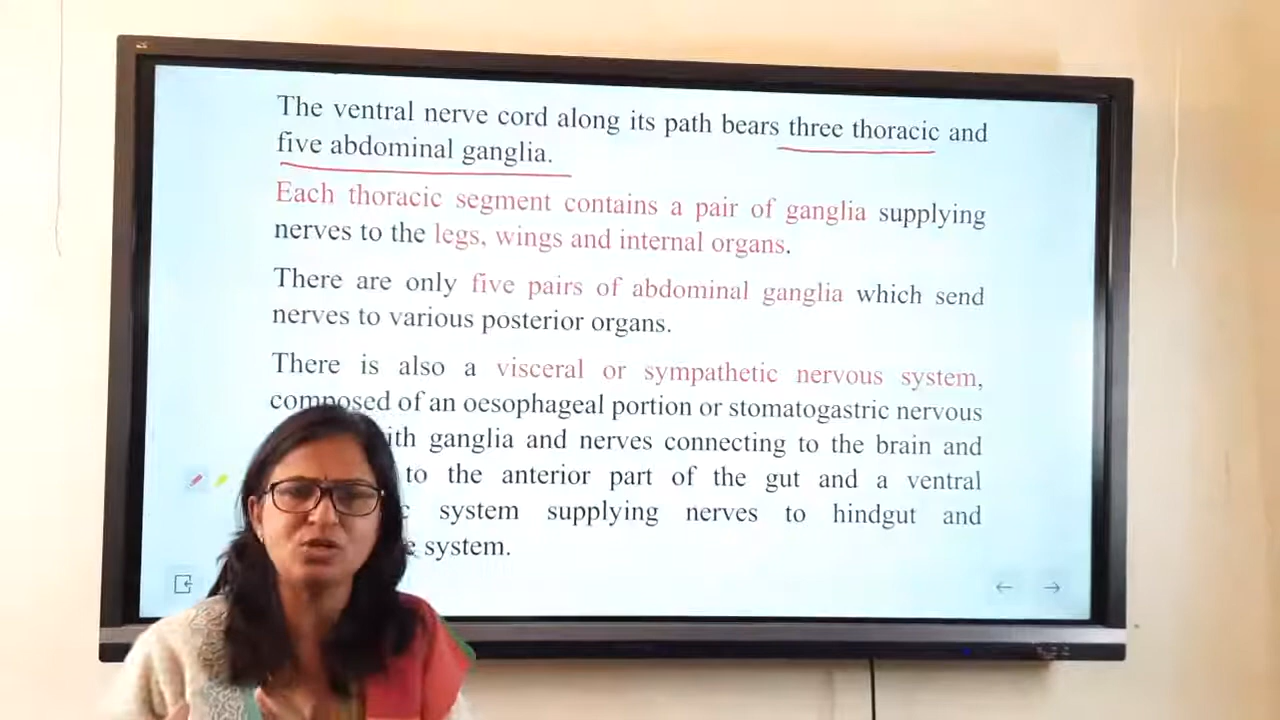 The ventral nerve cord along its path bears three thoracic and
five abdominal ganglia.
Each thoracic segment contains a pair of ganglia supplying
nerves to the legs, wings and internal organs.
There are only five pairs of abdominal ganglia which send
nerves to various posterior organs.
There is also a visceral or sympathetic nervous system,
composed of an oesophageal portion or stomatogastric nervous
ganglia and nerves connecting to the brain and
to the anterior part of the gut and a ventral
system supplying nerves to hindgut and
system.